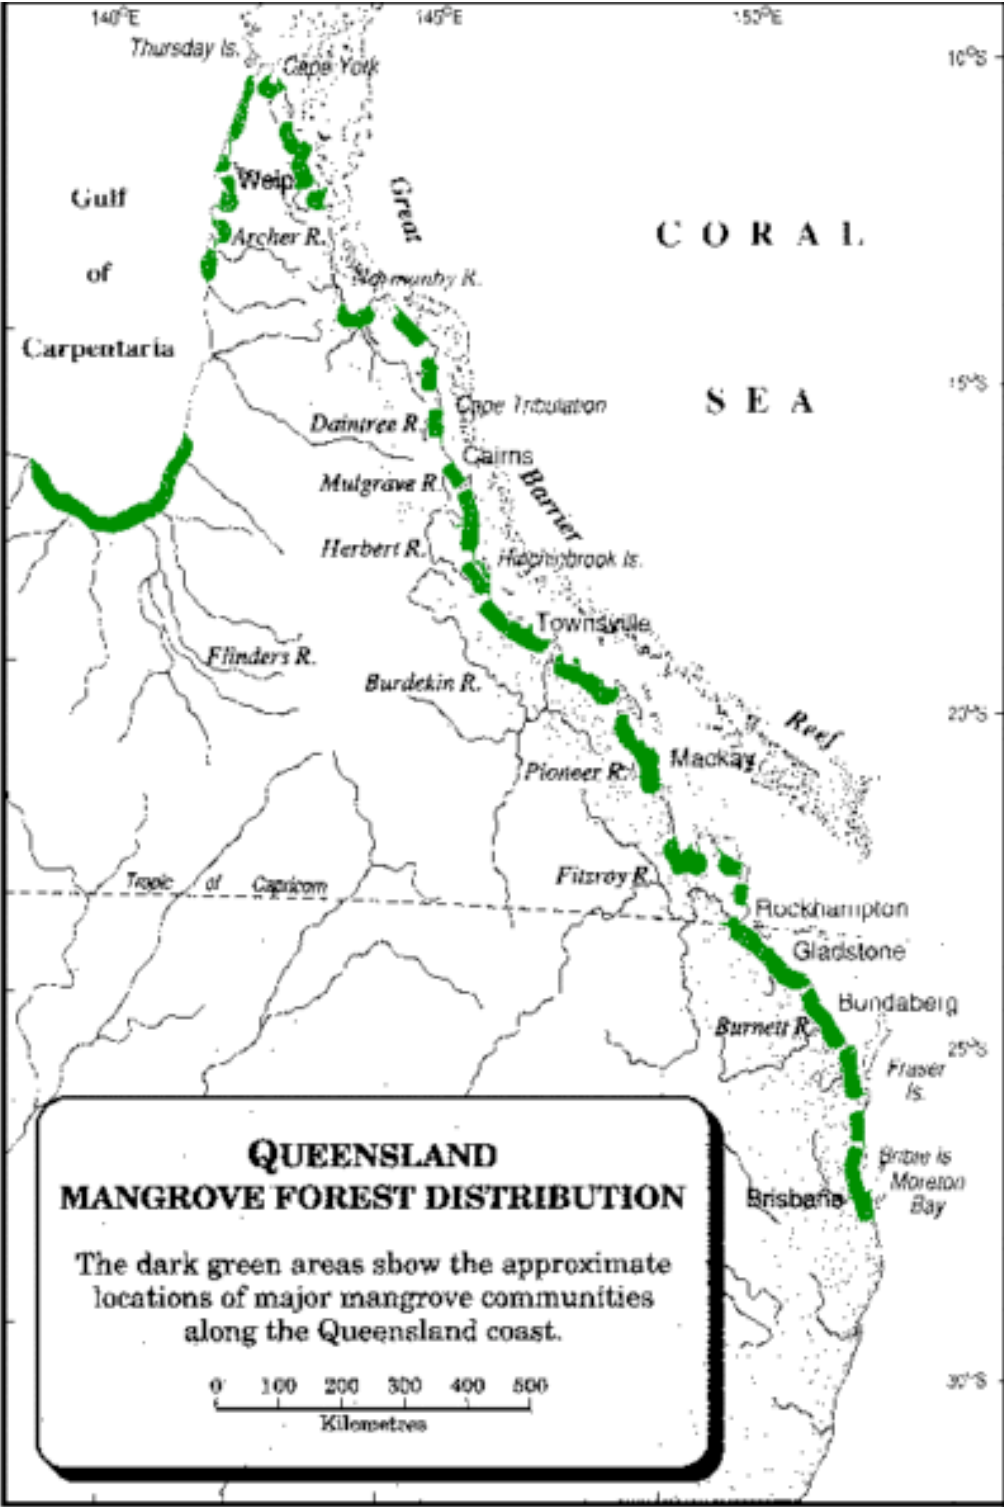 140°E 145°E 150°E
Thursday Is.
10°S
Cape York
Weipa
Gulf
of
Carpentaria
Great
CORAL
Archer R.
Normanby R.
SEA
15°S
Cape Tribulation
Daintree R.
Cairns
Mulgrave R.
Barrier
Herbert R.
Hinchinbrook Is.
Townsville
Flinders R.
Burdekin R.
20°S
Reef
Mackay
Pioneer R.
Fitzroy R.
Tropic of Capricorn
Rockhampton
Gladstone
Bundaberg
Burnett R.
25°S
Fraser
Is.
Bribie Is
Moreton
Bay
Brisbane
QUEENSLAND
MANGROVE FOREST DISTRIBUTION
The dark green areas show the approximate
locations of major mangrove communities
along the Queensland coast.
0 100 200 300 400 500
Kilometres
30°S